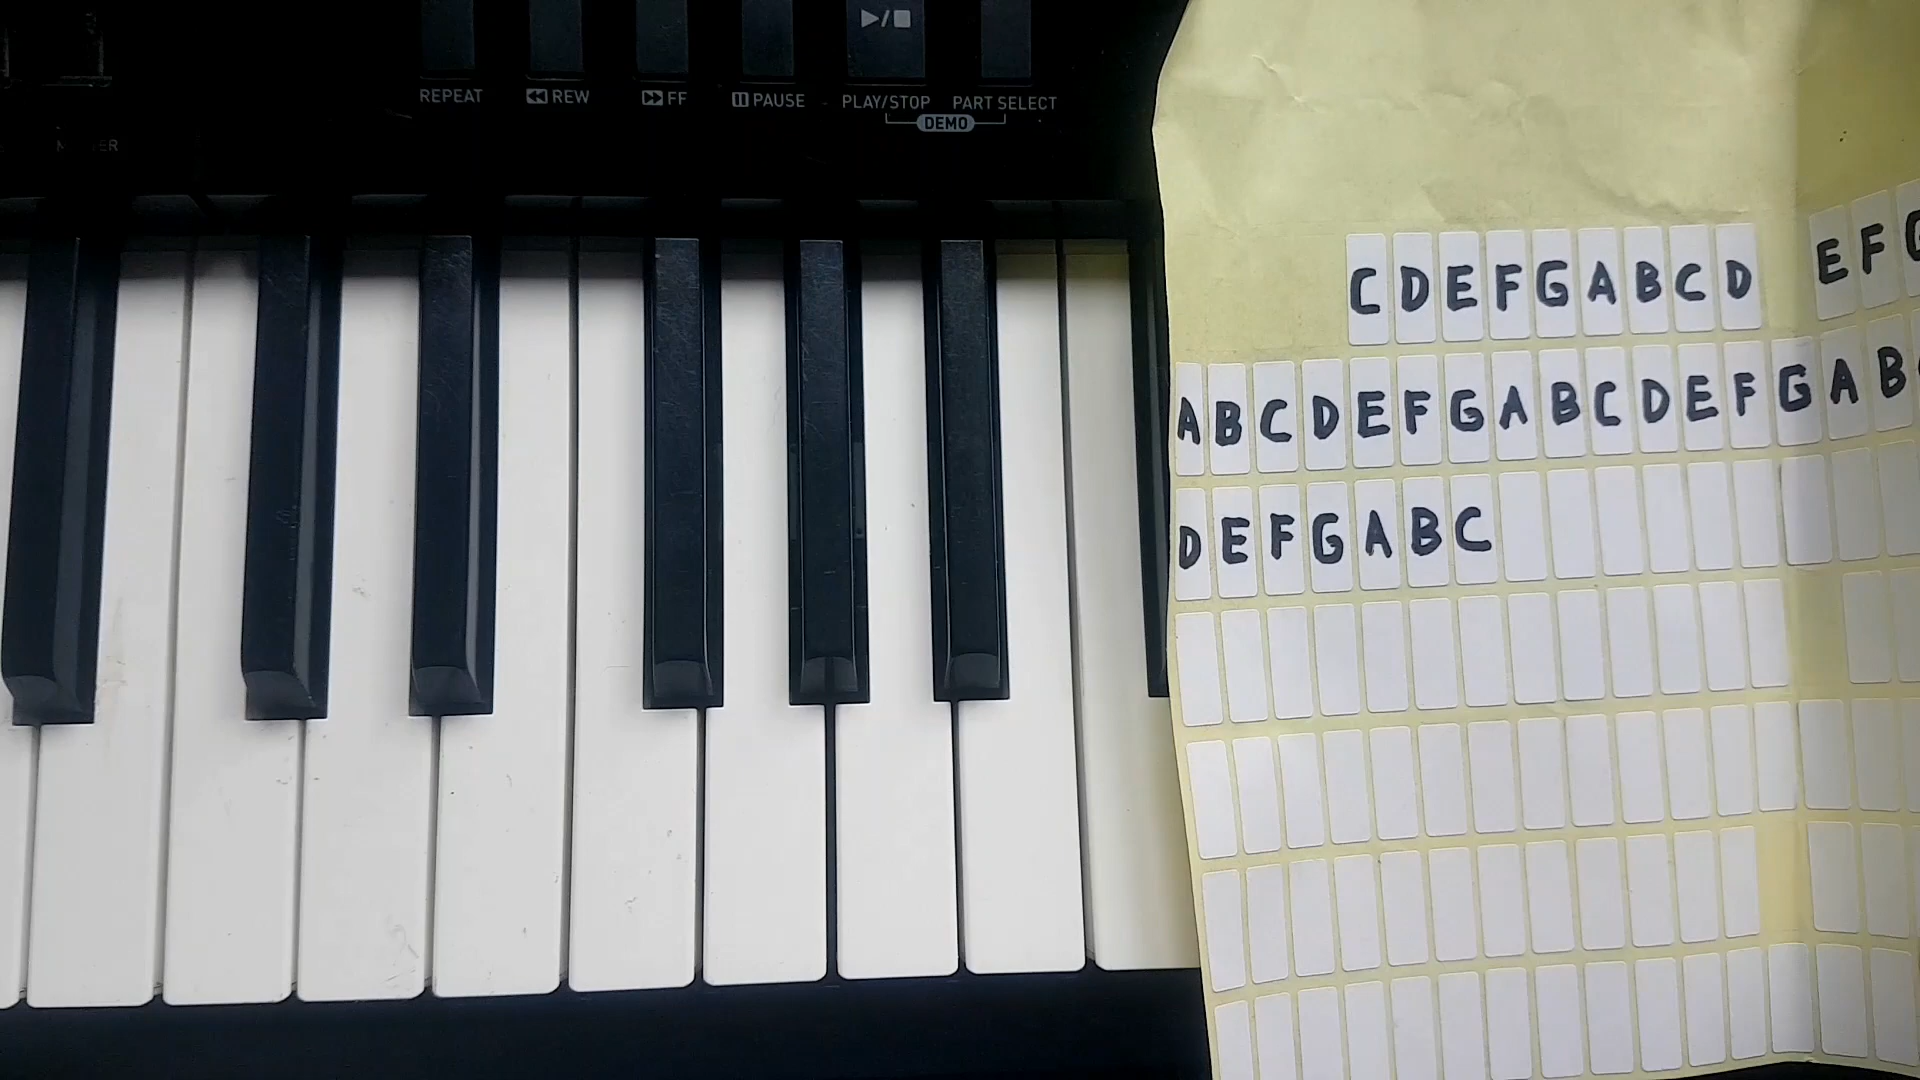 REPEAT REW FF PAUSE PLAY/STOP PART SELECT
DEMO
C D E F G A B C D E F G
A B C D E F G A B C D E F G A B
D E F G A B C